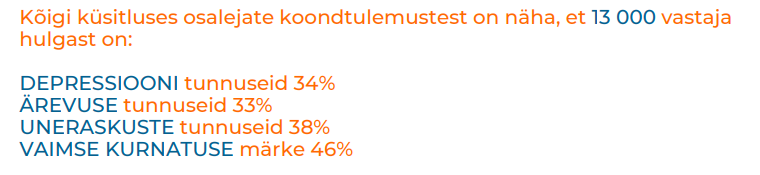 Kõigi küsitluses osalejate koondtulemustest on näha, et 13 000 vastaja
hulgast on:
DEPRESSIOONI tunnuseid 34%
ÄREVUSE tunnuseid 33%
UNERASKUSTE tunnuseid 38%
VAIMSE KURNATUSE märke 46%